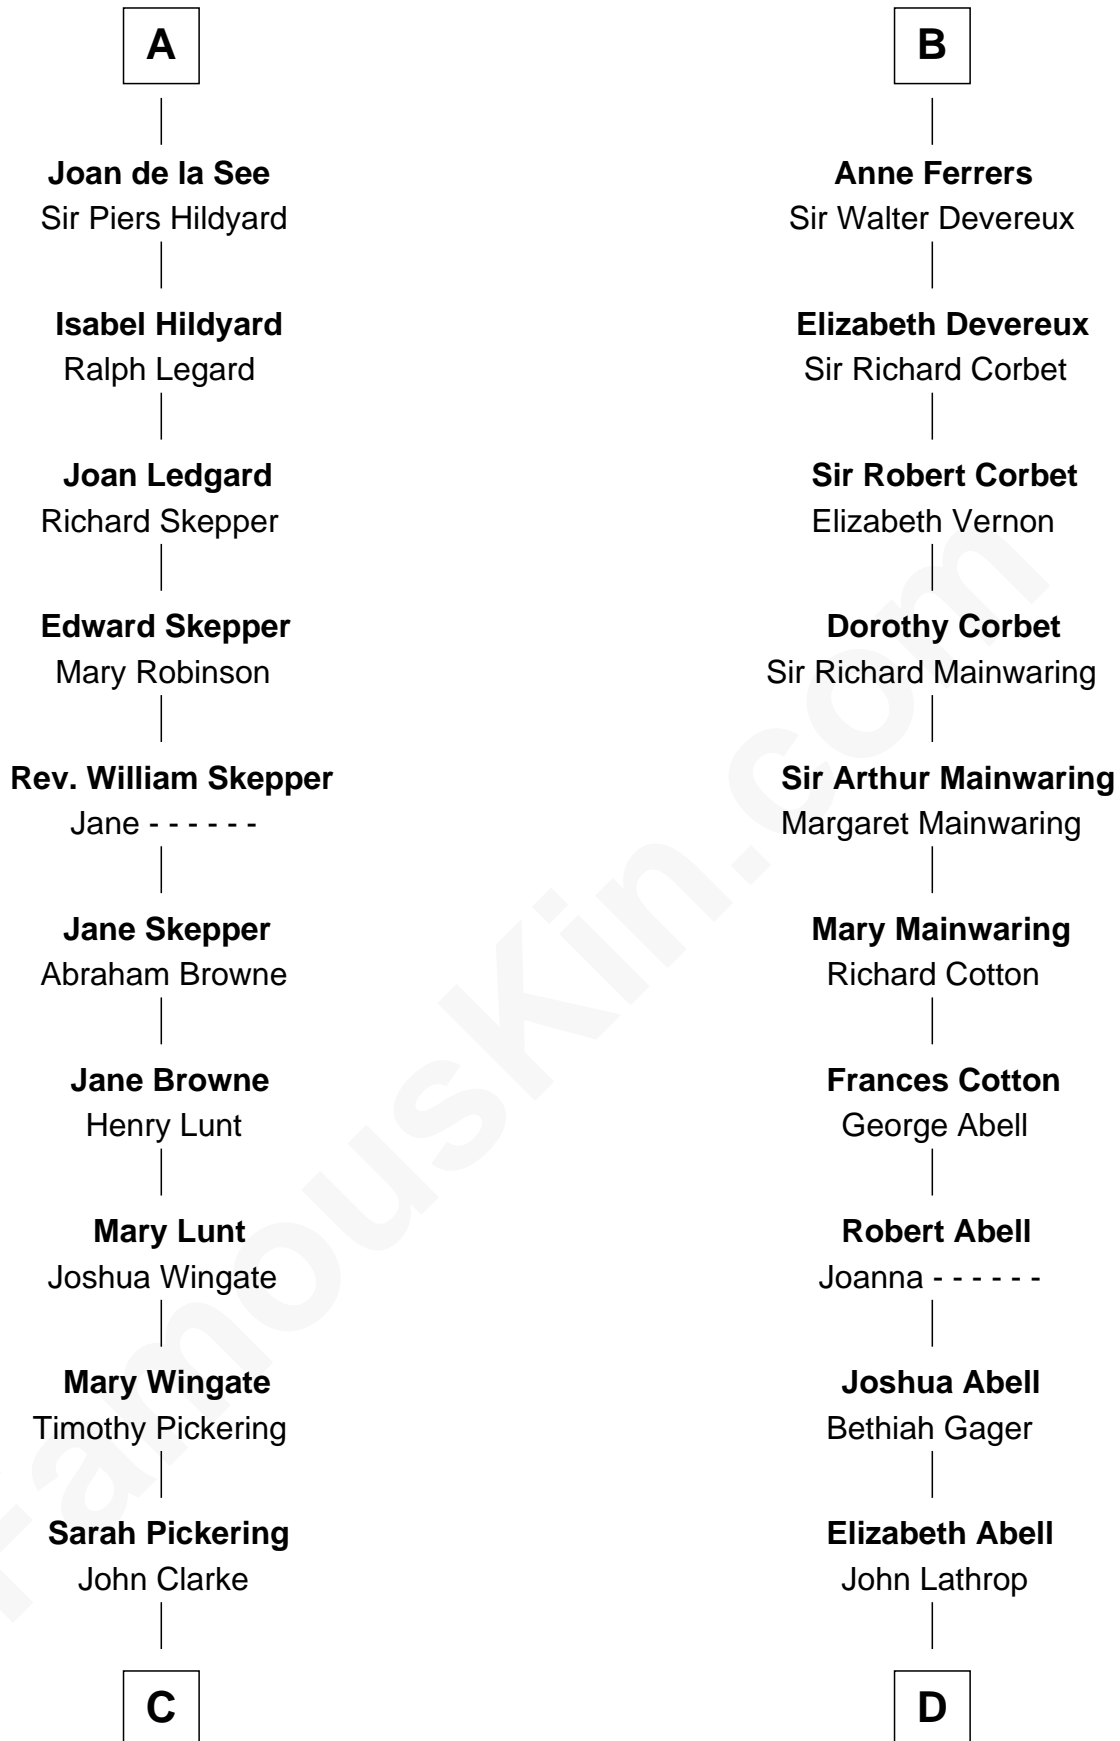 A
Joan de la See
Sir Piers Hildyard
Isabel Hildyard
Ralph Legard
Joan Ledgard
Richard Skepper
Edward Skepper
Mary Robinson
Rev. William Skepper
Jane - - - - - -
Jane Skepper
Abraham Browne
Jane Browne
Henry Lunt
Mary Lunt
Joshua Wingate
Mary Wingate
Timothy Pickering
Sarah Pickering
John Clarke
C
B
Anne Ferrers
Sir Walter Devereux
Elizabeth Devereux
Sir Richard Corbet
Sir Robert Corbet
Elizabeth Vernon
Dorothy Corbet
Sir Richard Mainwaring
Sir Arthur Mainwaring
Margaret Mainwaring
Mary Mainwaring
Richard Cotton
Frances Cotton
George Abell
Robert Abell
Joanna - - - - - -
Joshua Abell
Bethiah Gager
Elizabeth Abell
John Lathrop
D
FamousKin.com